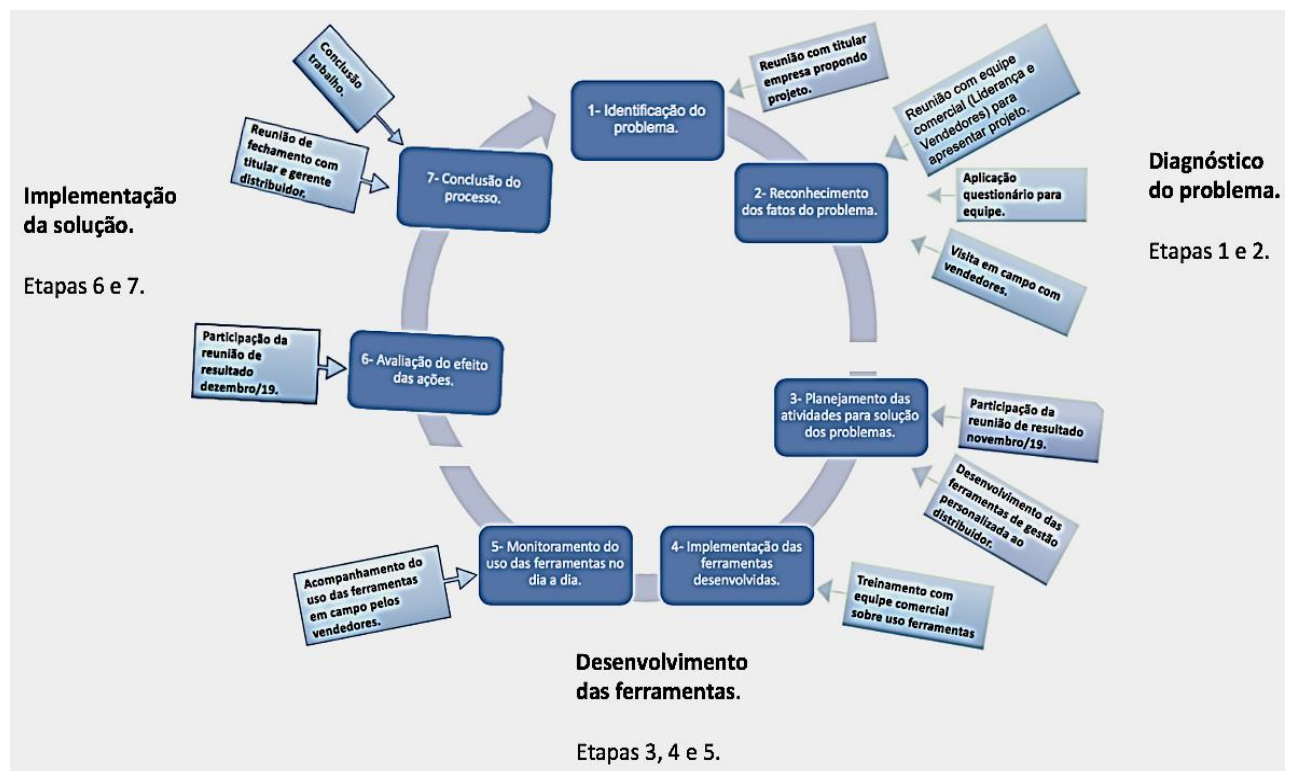 Conclusão
trabalho.
Reunião de
fechamento com
titular e gerente
distribuidor.
7- Conclusão do
processo.
1- Identificação do
problema.
Reunião com titular
empresa propondo
projeto.
Reunião com equipe
comercial (Liderança e
Vendedores) para
apresentar projeto.
2- Reconhecimento
dos fatos do problema.
Aplicação
questionário para
equipe.
Visita em campo com
vendedores.
Diagnóstico
do problema.
Etapas 1 e 2.
Implementação
da solução.
Etapas 6 e 7.
Participação da
reunião de
resultado
dezembro/19.
6- Avaliação do efeito
das ações.
3- Planejamento das
atividades para solução
dos problemas.
Participação da
reunião de resultado
novembro/19.
Desenvolvimento das
ferramentas de gestão
personalizada ao
distribuidor.
5- Monitoramento do
uso das ferramentas no
dia a dia.
4- Implementação das
ferramentas
desenvolvidas.
Acompanhamento do
uso das ferramentas
em campo pelos
vendedores.
Treinamento com
equipe comercial
sobre uso ferramentas
Desenvolvimento
das ferramentas.
Etapas 3, 4 e 5.